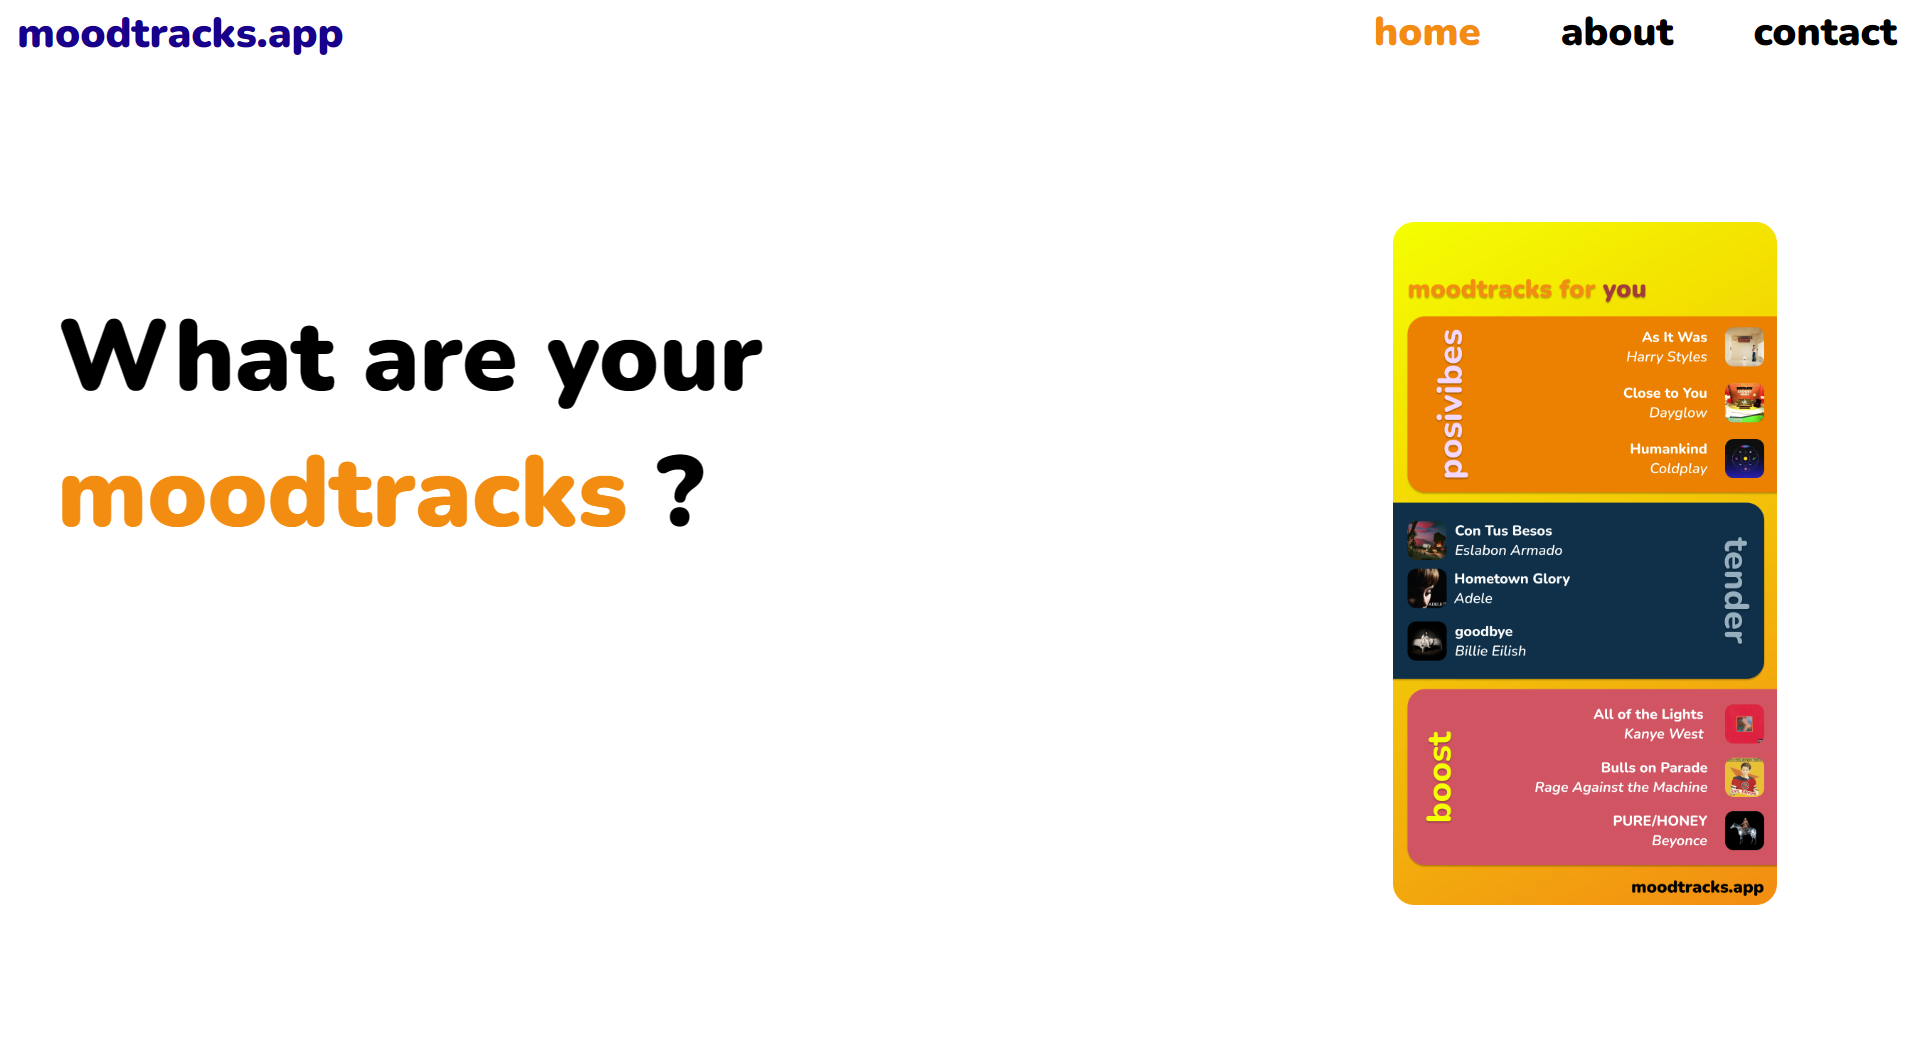 moodtracks.app
home about contact
What are your
moodtracks ?
moodtracks for you
posivibes
As It Was
Harry Styles
Close to You
Dayglow
Humankind
Coldplay
Con Tus Besos
Eslabon Armado
Hometown Glory
Adele
goodbye
Billie Eilish
tender
boost
All of the Lights
Kanye West
Bulls on Parade
Rage Against the Machine
PURE/HONEY
Beyonce
moodtracks.app